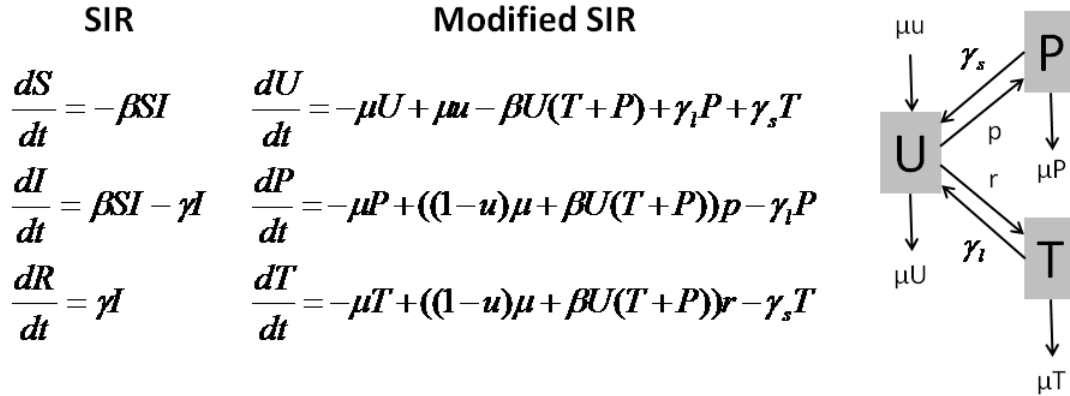 SIR
Modified SIR
dS/dt = -βSI
dU/dt = -μU + μu - βU(T + P) + γ_l P + γ_s T
dI/dt = βSI - γI
dP/dt = -μP + ((1 - u)μ + βU(T + P))p - γ_l P
dR/dt = γI
dT/dt = -μT + ((1 - u)μ + βU(T + P))r - γ_s T
μu
P
γ_s
U
p
μP
r
μU
γ_l
T
μT